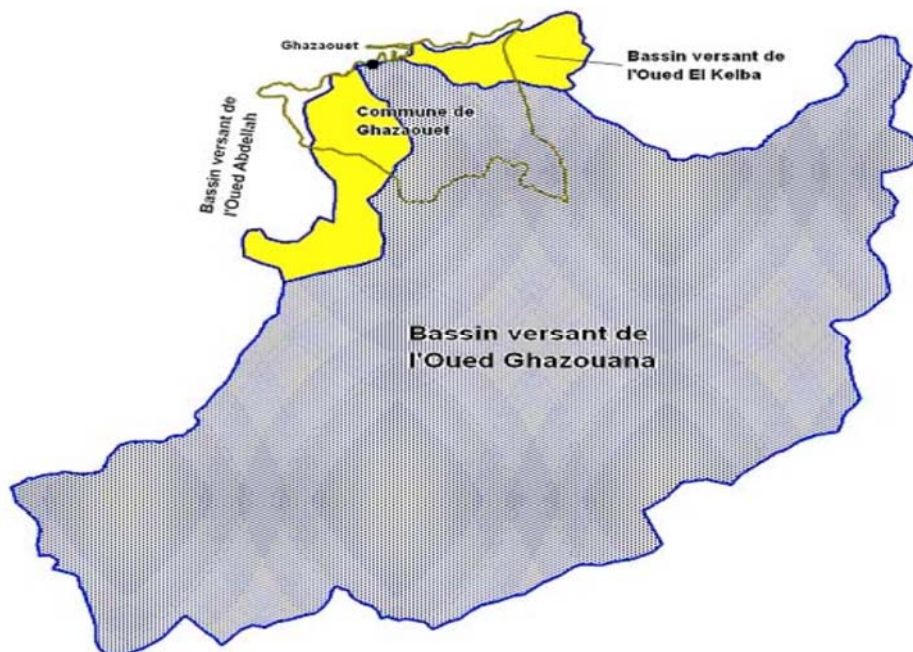 Ghazaouet
Bassin versant de
l'Oued El Kelba
Commune de
Ghazaouet
Bassin versant de
l'Oued Abdellah
Bassin versant de
l'Oued Ghazouana